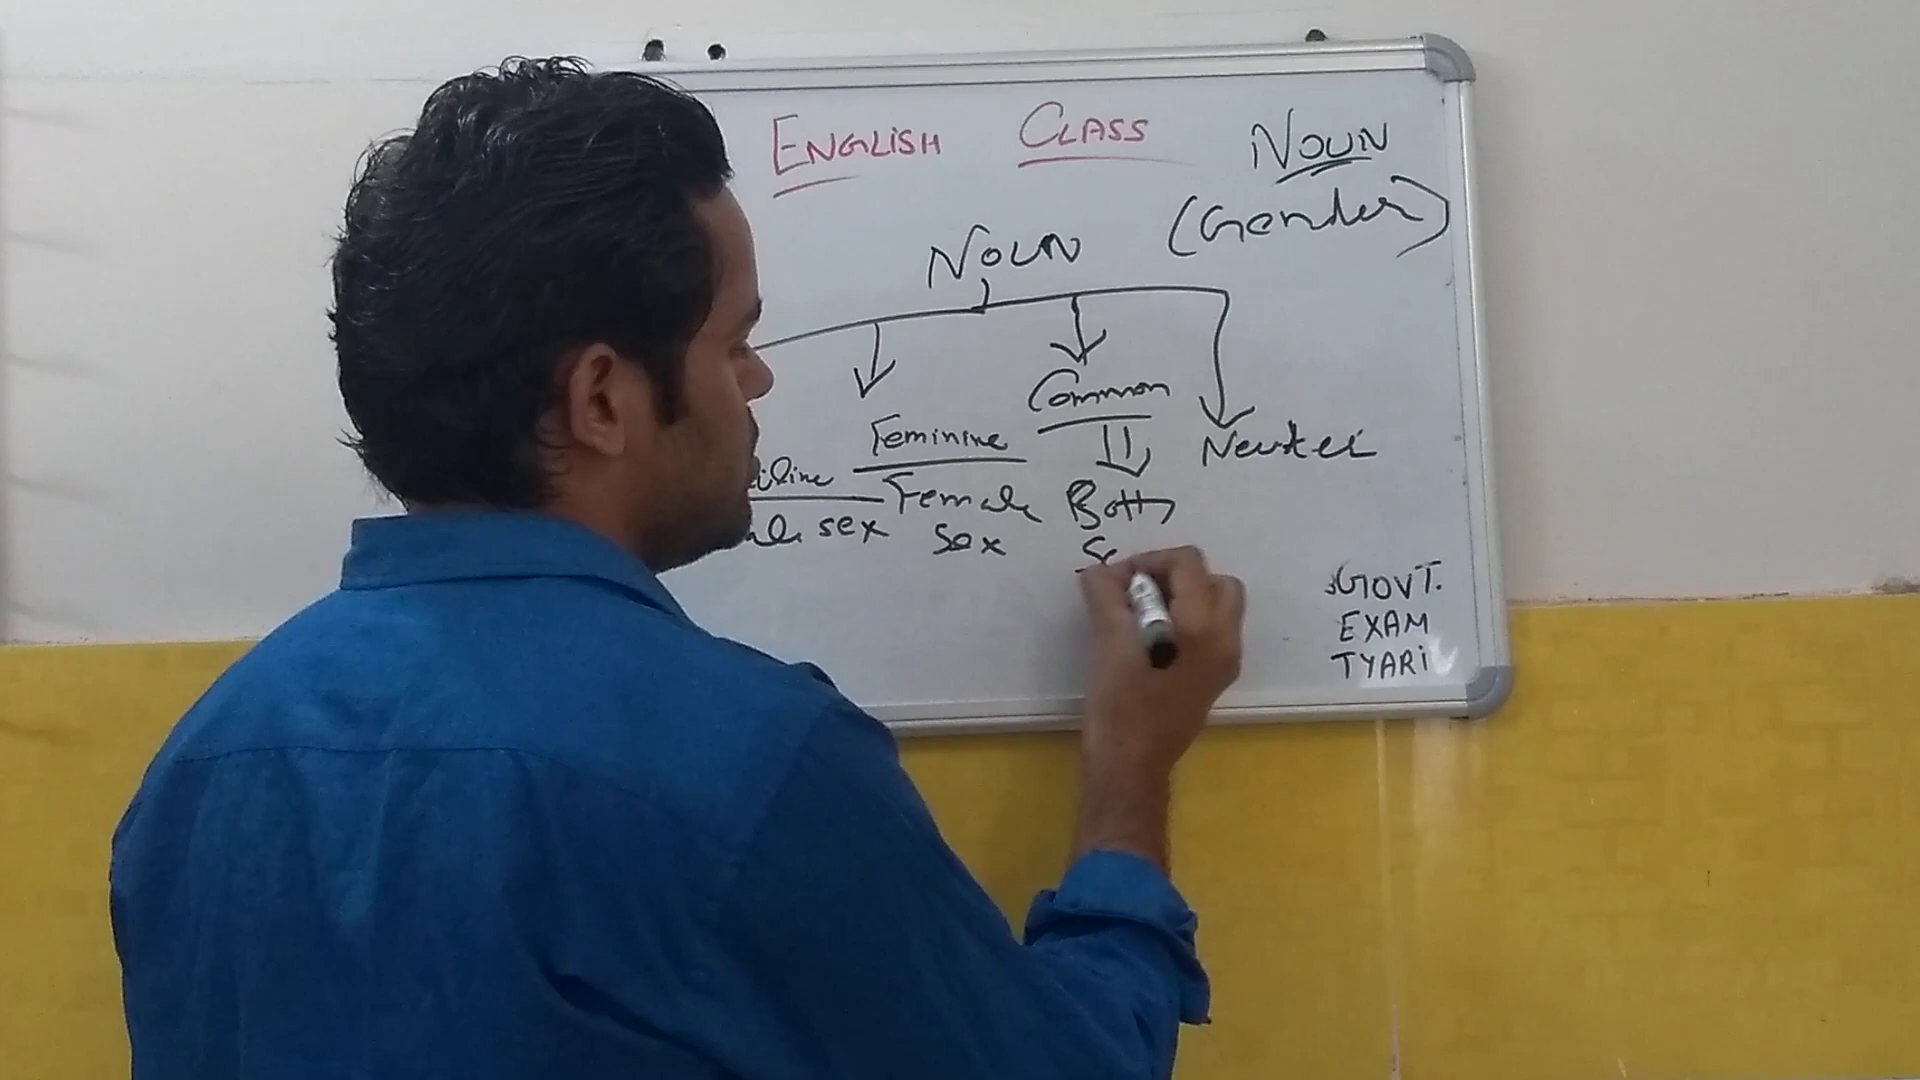 ENGLISH CLASS
NOUN
(Gender)
NOUN
Common
Feminine
Neuter
Female
sex
Both
sex
GOVT.
EXAM
TYARI